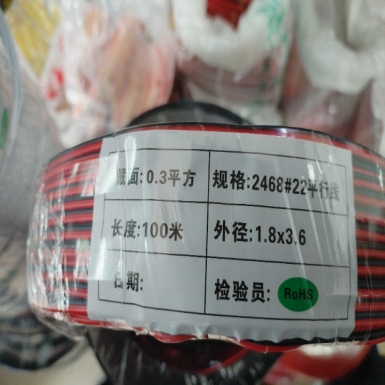 截面:0.3平方 规格:2468#22平行线
长度:100米 外径:1.8x3.6
日期: 检验员: RoHS